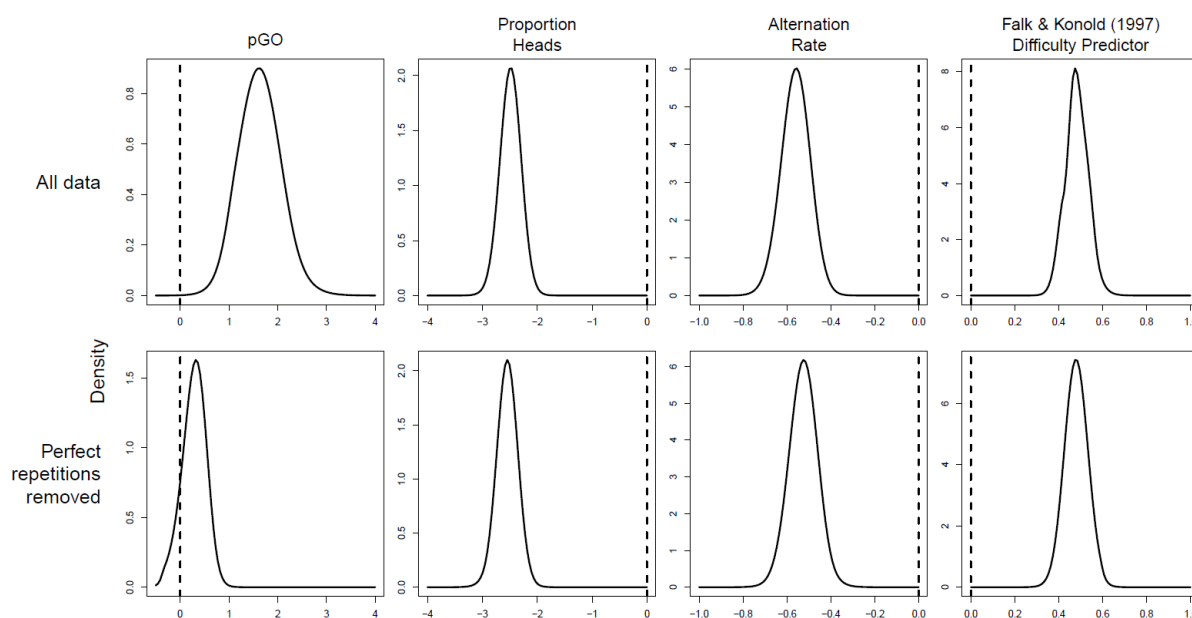 pGO
Proportion
Heads
Alternation
Rate
Falk & Konold (1997)
Difficulty Predictor
All data
0.0 0.2 0.4 0.6 0.8
0 1 2 3 4
0.0 0.5 1.0 1.5 2.0
−4 −3 −2 −1 0
0 1 2 3 4 5 6
−1.0 −0.8 −0.6 −0.4 −0.2 0.0
0 2 4 6 8
0.0 0.2 0.4 0.6 0.8 1.0
Density
Perfect
repetitions
removed
0.0 0.5 1.0 1.5
0 1 2 3 4
0.0 0.5 1.0 1.5 2.0
−4 −3 −2 −1 0
0 1 2 3 4 5 6
−1.0 −0.8 −0.6 −0.4 −0.2 0.0
0 2 4 6
0.0 0.2 0.4 0.6 0.8 1.0